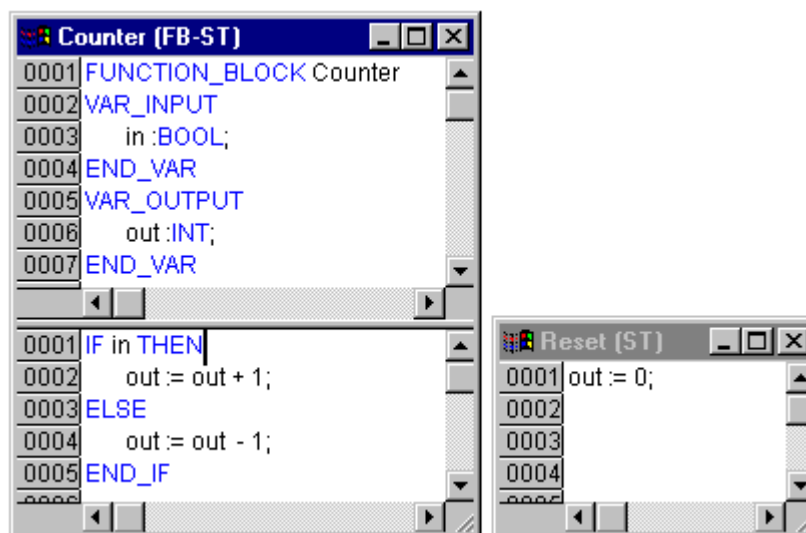 Counter (FB-ST)
0001 FUNCTION_BLOCK Counter
0002 VAR_INPUT
0003 in :BOOL;
0004 END_VAR
0005 VAR_OUTPUT
0006 out :INT;
0007 END_VAR
0001 IF in THEN
0002 out := out + 1;
0003 ELSE
0004 out := out - 1;
0005 END_IF
Reset (ST)
0001 out := 0;
0002
0003
0004